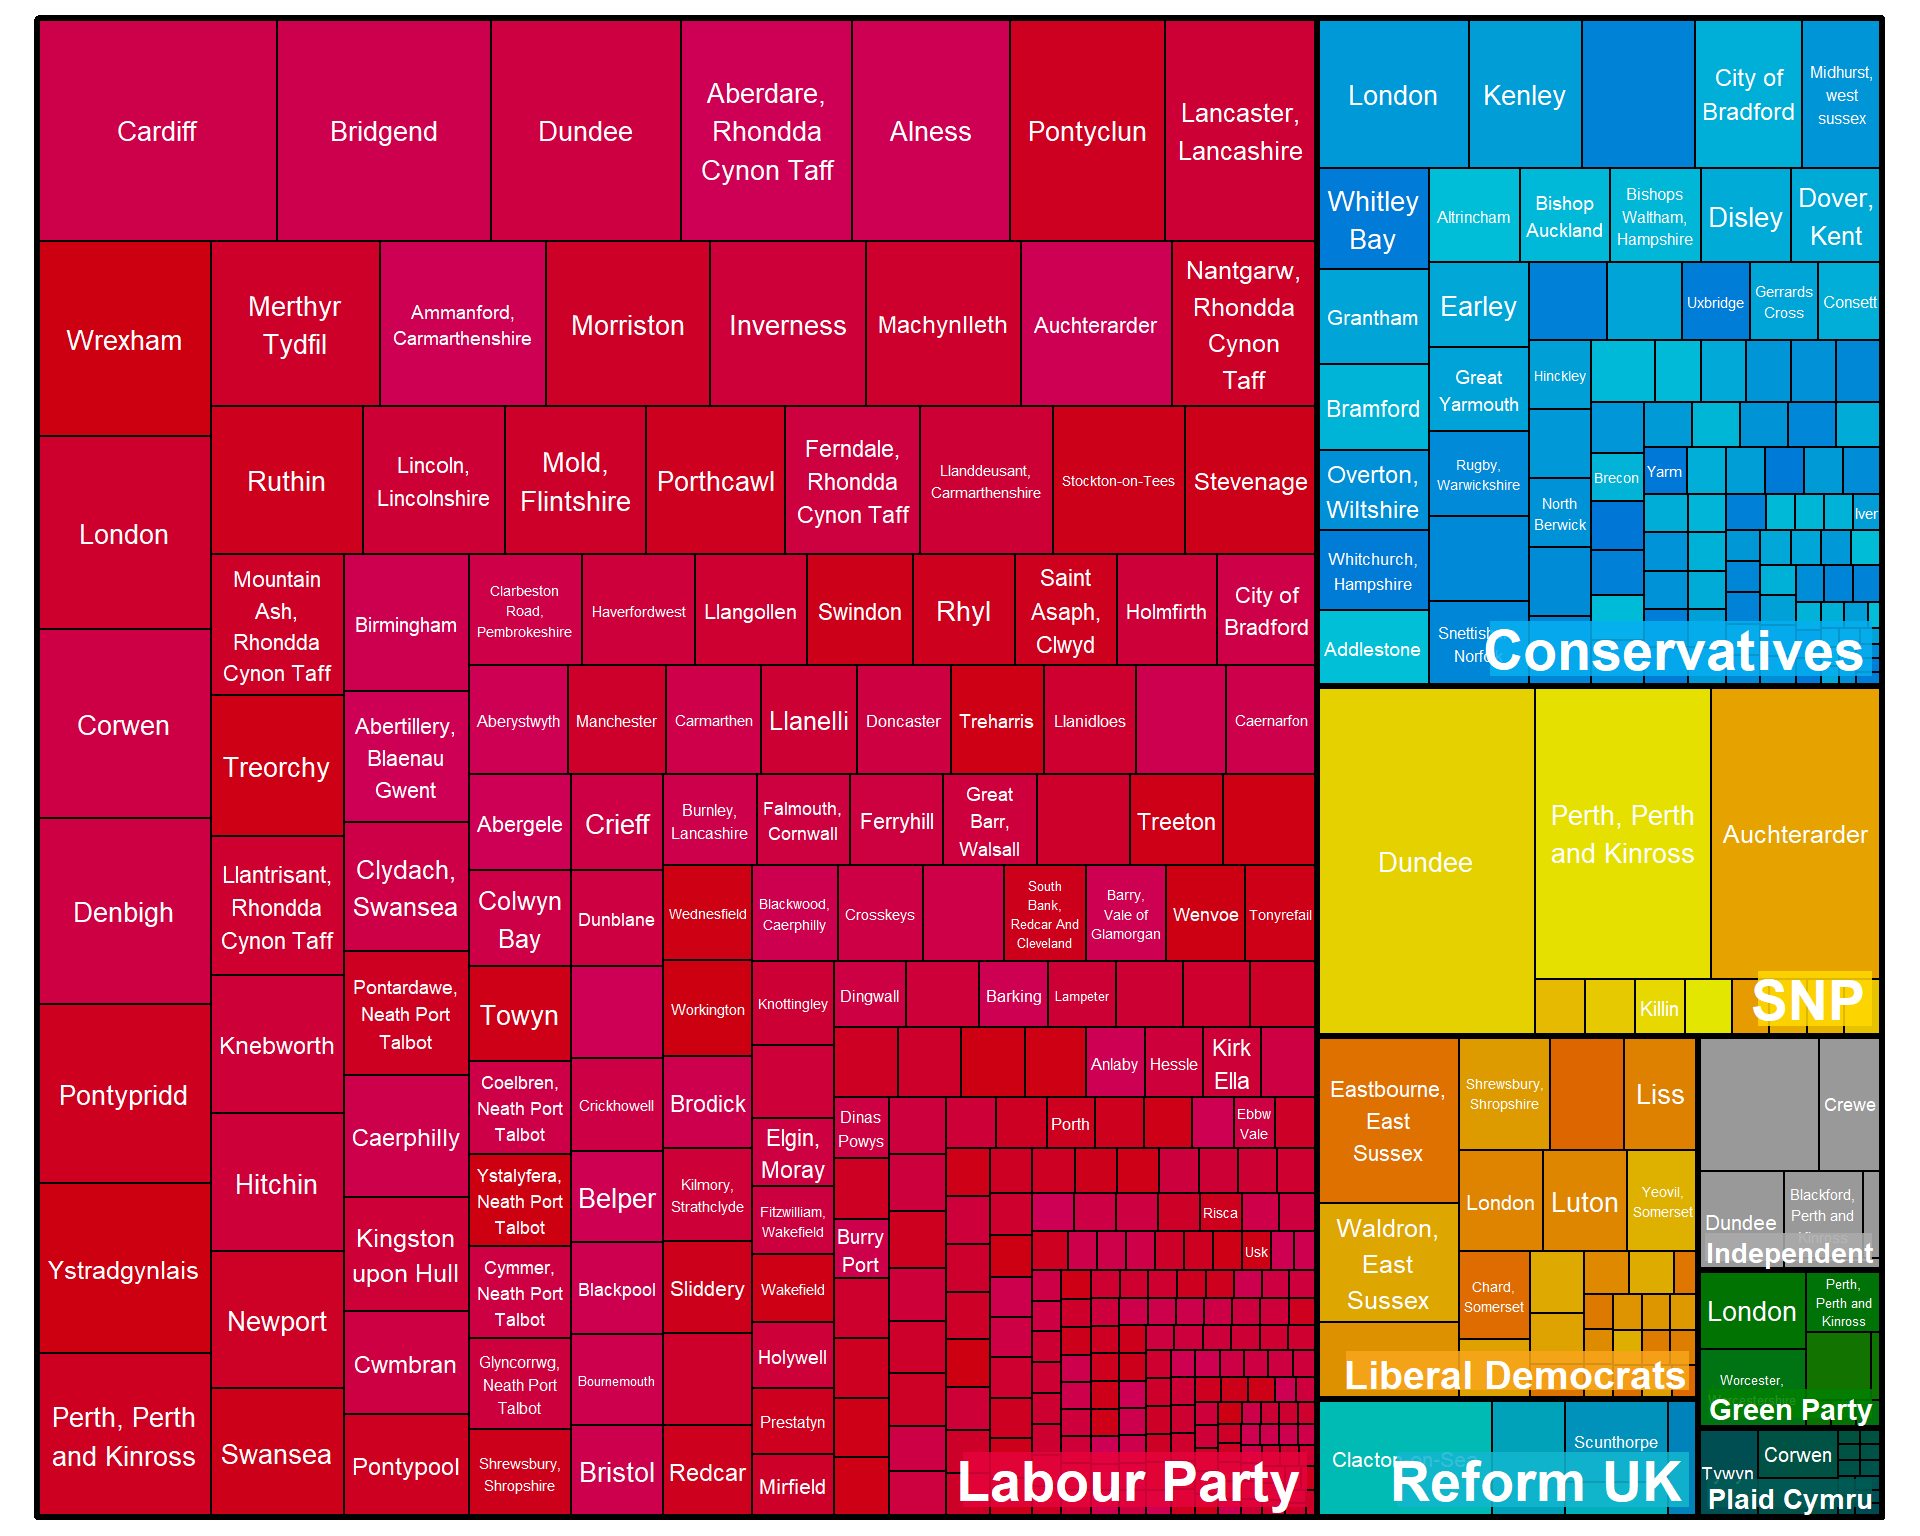 Cardiff
Bridgend
Dundee
Aberdare,
Rhondda
Cynon Taff
Alness
Pontyclun
Lancaster,
Lancashire
Wrexham
Merthyr
Tydfil
Ammanford,
Carmarthenshire
Morriston
Inverness
Machynlleth
Auchterarder
Nantgarw,
Rhondda
Cynon
Taff
London
Ruthin
Lincoln,
Lincolnshire
Mold,
Flintshire
Porthcawl
Ferndale,
Rhondda
Cynon Taff
Llanddeusant,
Carmarthenshire
Stockton-on-Tees
Stevenage
Corwen
Denbigh
Pontypridd
Ystradgynlais
Perth, Perth
and Kinross
Mountain
Ash,
Rhondda
Cynon Taff
Treorchy
Llantrisant,
Rhondda
Cynon Taff
Knebworth
Hitchin
Newport
Swansea
Birmingham
Abertillery,
Blaenau
Gwent
Clydach,
Swansea
Pontardawe,
Neath Port
Talbot
Caerphilly
Kingston
upon Hull
Cwmbran
Pontypool
Clarbeston
Road,
Pembrokeshire
Haverfordwest
Llangollen
Swindon
Rhyl
Saint
Asaph,
Clwyd
Holmfirth
City of
Bradford
Aberystwyth
Manchester
Carmarthen
Llanelli
Doncaster
Treharris
Llanidloes
Caernarfon
Abergele
Colwyn
Bay
Towyn
Coelbren,
Neath Port
Talbot
Ystalyfera,
Neath Port
Talbot
Cymmer,
Neath Port
Talbot
Glyncorrwg,
Neath Port
Talbot
Shrewsbury,
Shropshire
Crieff
Dunblane
Crickhowell
Belper
Blackpool
Bournemouth
Bristol
Burnley,
Lancashire
Falmouth,
Cornwall
Ferryhill
Great
Barr,
Walsall
Treeton
Wednesfield
Workington
Brodick
Kilmory,
Strathclyde
Sliddery
Redcar
Blackwood,
Caerphilly
Crosskeys
South
Bank,
Redcar And
Cleveland
Barry,
Vale of
Glamorgan
Wenvoe
Tonyrefail
Knottingley
Elgin,
Moray
Fitzwilliam,
Wakefield
Wakefield
Holywell
Prestatyn
Mirfield
Dingwall
Barking
Lampeter
Anlaby
Hessle
Kirk
Ella
Dinas
Powys
Burry
Port
Porth
Ebbw
Vale
Risca
Usk
Labour Party
London
Kenley
City of
Bradford
Midhurst,
west
sussex
Whitley
Bay
Altrincham
Bishop
Auckland
Bishops
Waltham,
Hampshire
Disley
Dover,
Kent
Grantham
Bramford
Overton,
Wiltshire
Whitchurch,
Hampshire
Addlestone
Earley
Great
Yarmouth
Rugby,
Warwickshire
Uxbridge
Gerrards
Cross
Consett
Hinckley
North
Berwick
Brecon
Yarm
Iver
Conservatives
Dundee
Perth, Perth
and Kinross
Auchterarder
Killin
SNP
Eastbourne,
East
Sussex
Waldron,
East
Sussex
Shrewsbury,
Shropshire
Liss
London
Luton
Yeovil,
Somerset
Chard,
Somerset
Liberal Democrats
Crewe
Dundee
Blackford,
Perth and
Kinross
Independent
London
Perth,
Perth and
Kinross
Worcester,
Green Party
Scunthorpe
Reform UK
Corwen
Tywyn
Plaid Cymru